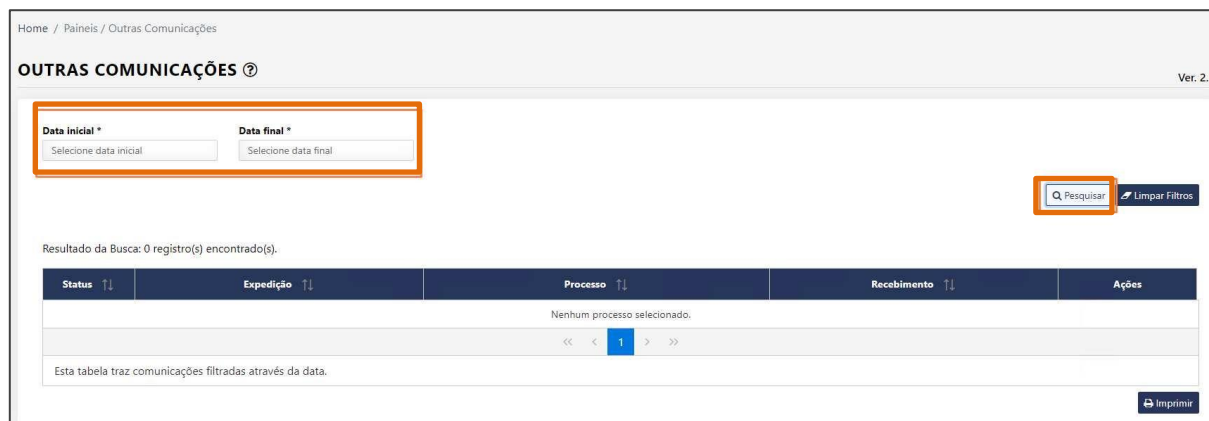 Home / Paineis / Outras Comunicações
OUTRAS COMUNICAÇÕES ?
Ver. 2.
Data inicial * Data final *
Selecione data inicial Selecione data final
Pesquisar Limpar Filtros
Resultado da Busca: 0 registro(s) encontrado(s).
Status Expedição Processo Recebimento Ações
Nenhum processo selecionado.
<< < 1 > >>
Esta tabela traz comunicações filtradas através da data.
Imprimir